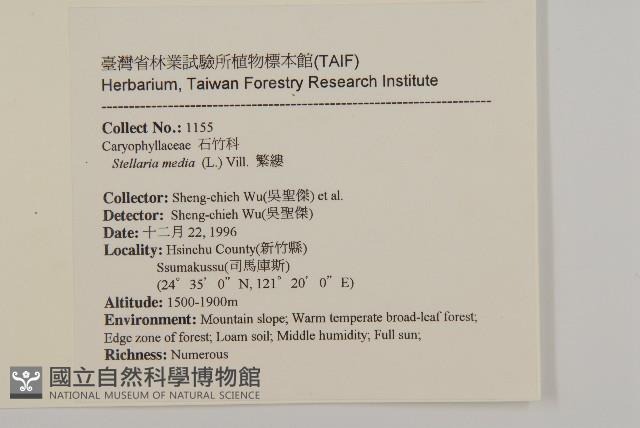 臺灣省林業試驗所植物標本館(TAIF)
Herbarium, Taiwan Forestry Research Institute
Collect No.: 1155
Caryophyllaceae 石竹科
Stellaria media (L.) Vill. 繁縷
Collector: Sheng-chieh Wu(吳聖傑) et al.
Detector: Sheng-chieh Wu(吳聖傑)
Date: 十二月 22, 1996
Locality: Hsinchu County(新竹縣)
Ssumakussu(司馬庫斯)
(24° 35' 0" N, 121° 20' 0" E)
Altitude: 1500-1900m
Environment: Mountain slope; Warm temperate broad-leaf forest;
Edge zone of forest; Loam soil; Middle humidity; Full sun;
Richness: Numerous
國立自然科學博物館
NATIONAL MUSEUM OF NATURAL SCIENCE